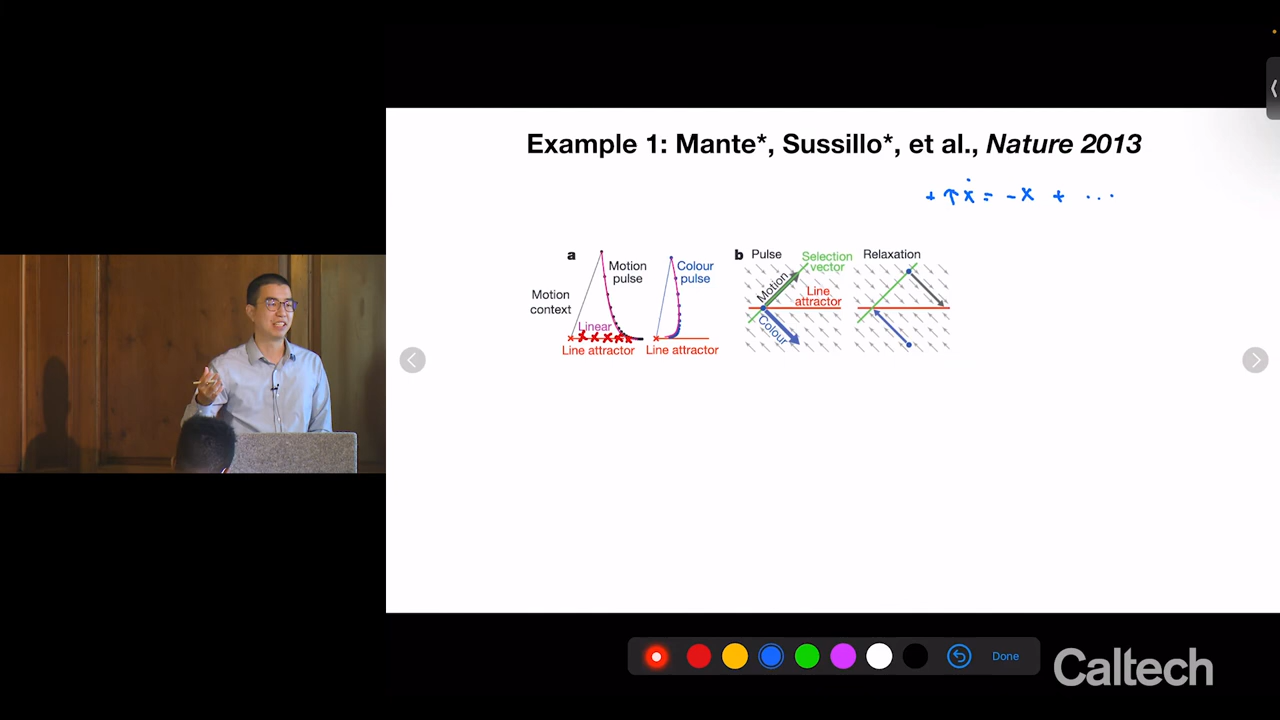 Example 1: Mante*, Sussillo*, et al., Nature 2013
+ τẋ = -x + ...
a
Motion context
Motion pulse
Linear
Line attractor
Colour pulse
Line attractor
b Pulse
Selection vector
Motion
Line attractor
Colour
Relaxation
Done
Caltech